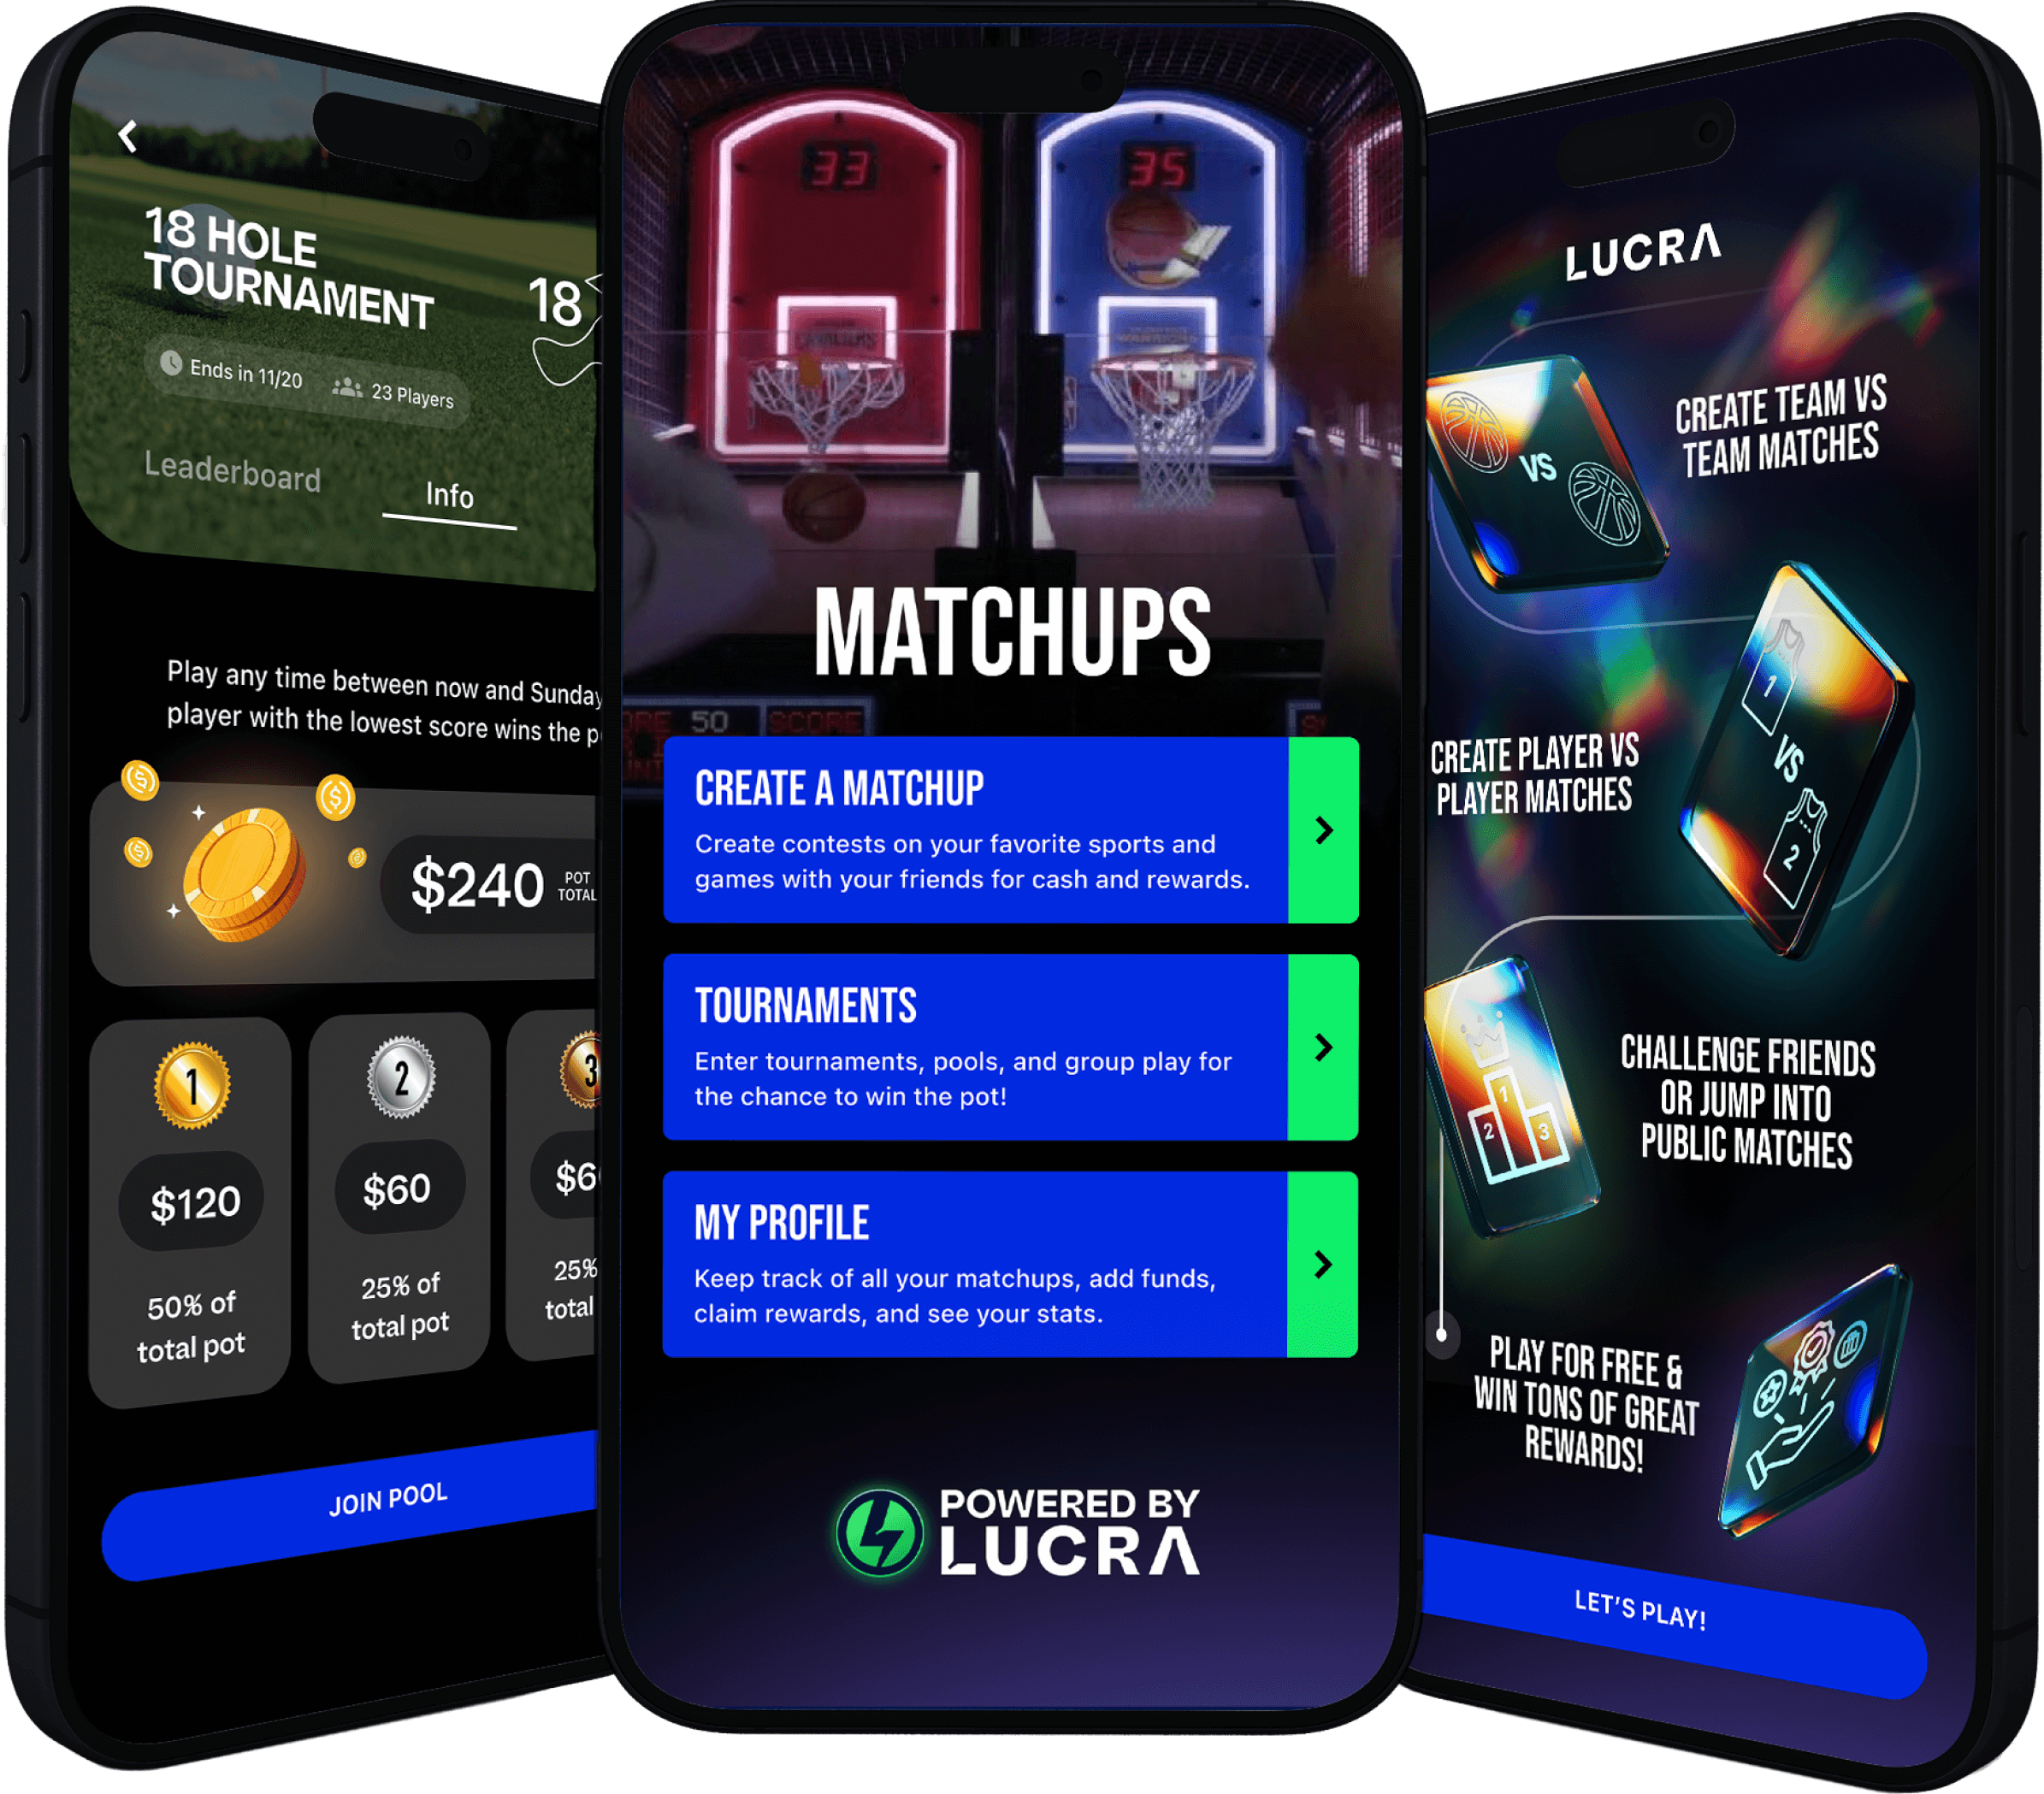 18 HOLE
TOURNAMENT
18
Ends in 11/20
23 Players
Leaderboard
Info
Play any time between now and Sunday
player with the lowest score wins the
$240
POT
TOTAL
1
$120
50% of
total pot
2
$60
25% of
total pot
3
25%
total
JOIN POOL
33
35
CAVALIERS
WARRIORS
MATCHUPS
50
SCORE
CREATE A MATCHUP
Create contests on your favorite sports and
games with your friends for cash and rewards.
TOURNAMENTS
Enter tournaments, pools, and group play for
the chance to win the pot!
MY PROFILE
Keep track of all your matchups, add funds,
claim rewards, and see your stats.
POWERED BY
LUCRA
LUCRA
VS
CREATE TEAM VS
TEAM MATCHES
1
VS
2
CREATE PLAYER VS
PLAYER MATCHES
1
2
3
CHALLENGE FRIENDS
OR JUMP INTO
PUBLIC MATCHES
PLAY FOR FREE &
WIN TONS OF GREAT
REWARDS!
LET'S PLAY!